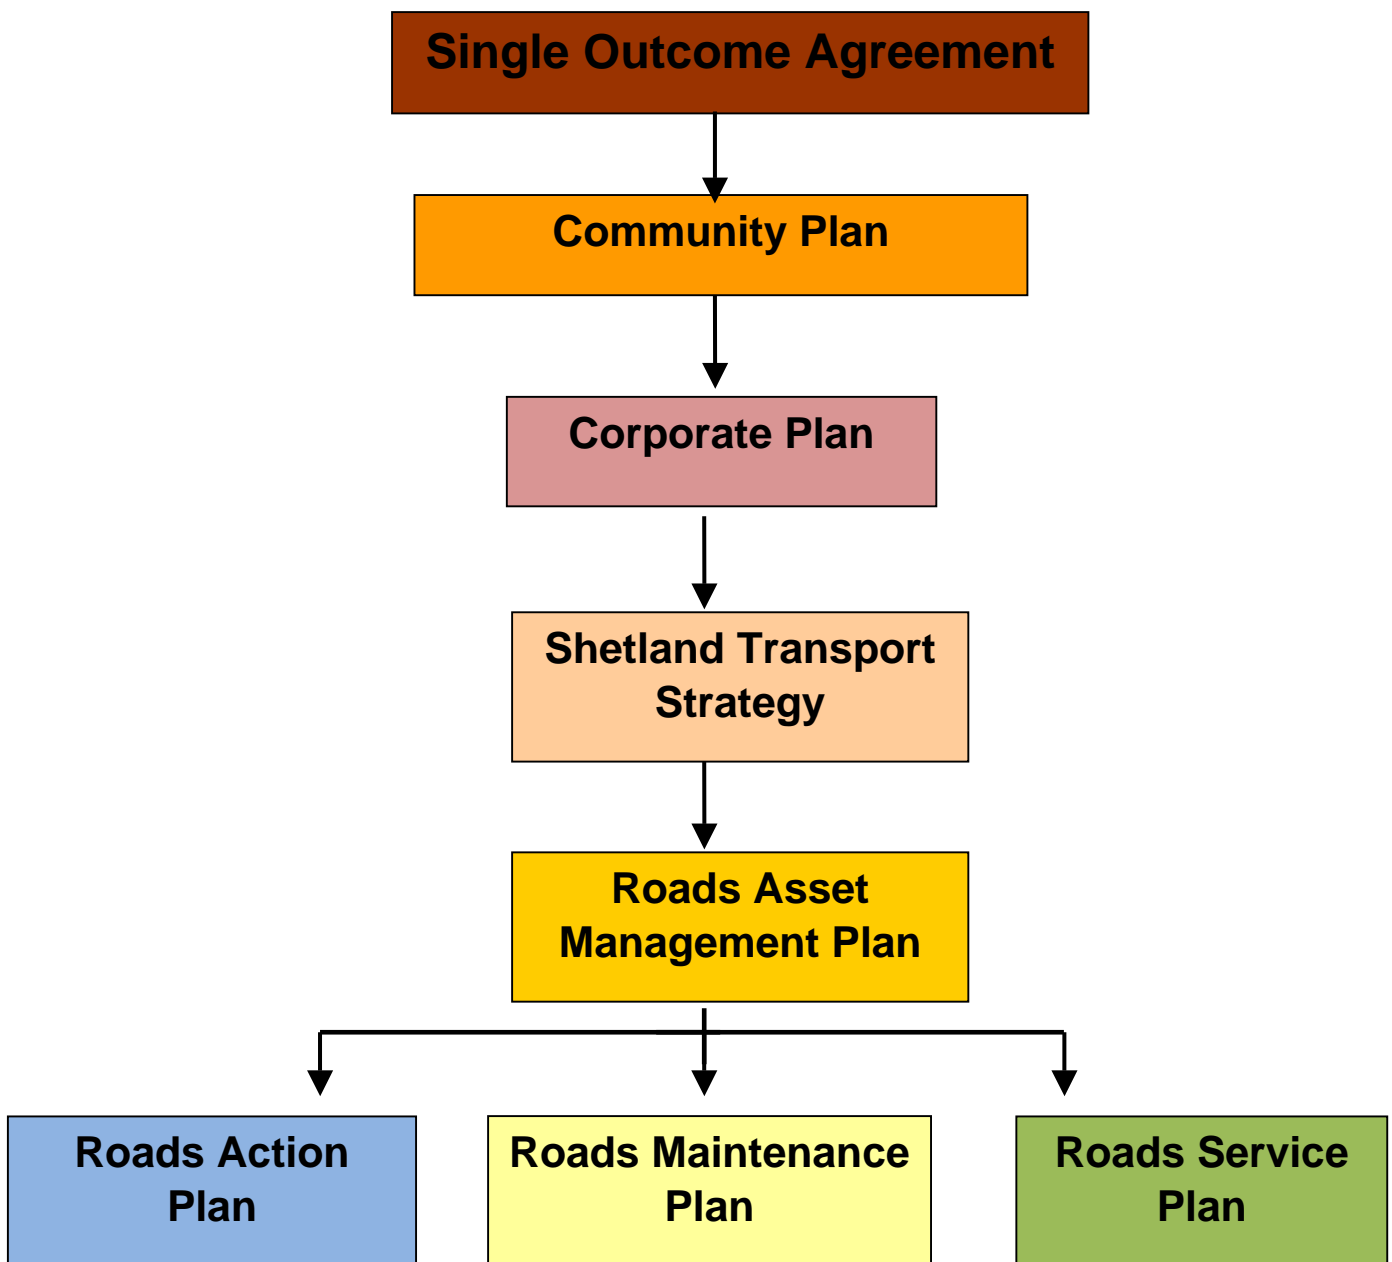 Single Outcome Agreement
Community Plan
Corporate Plan
Shetland Transport
Strategy
Roads Asset
Management Plan
Roads Action
Plan
Roads Maintenance
Plan
Roads Service
Plan